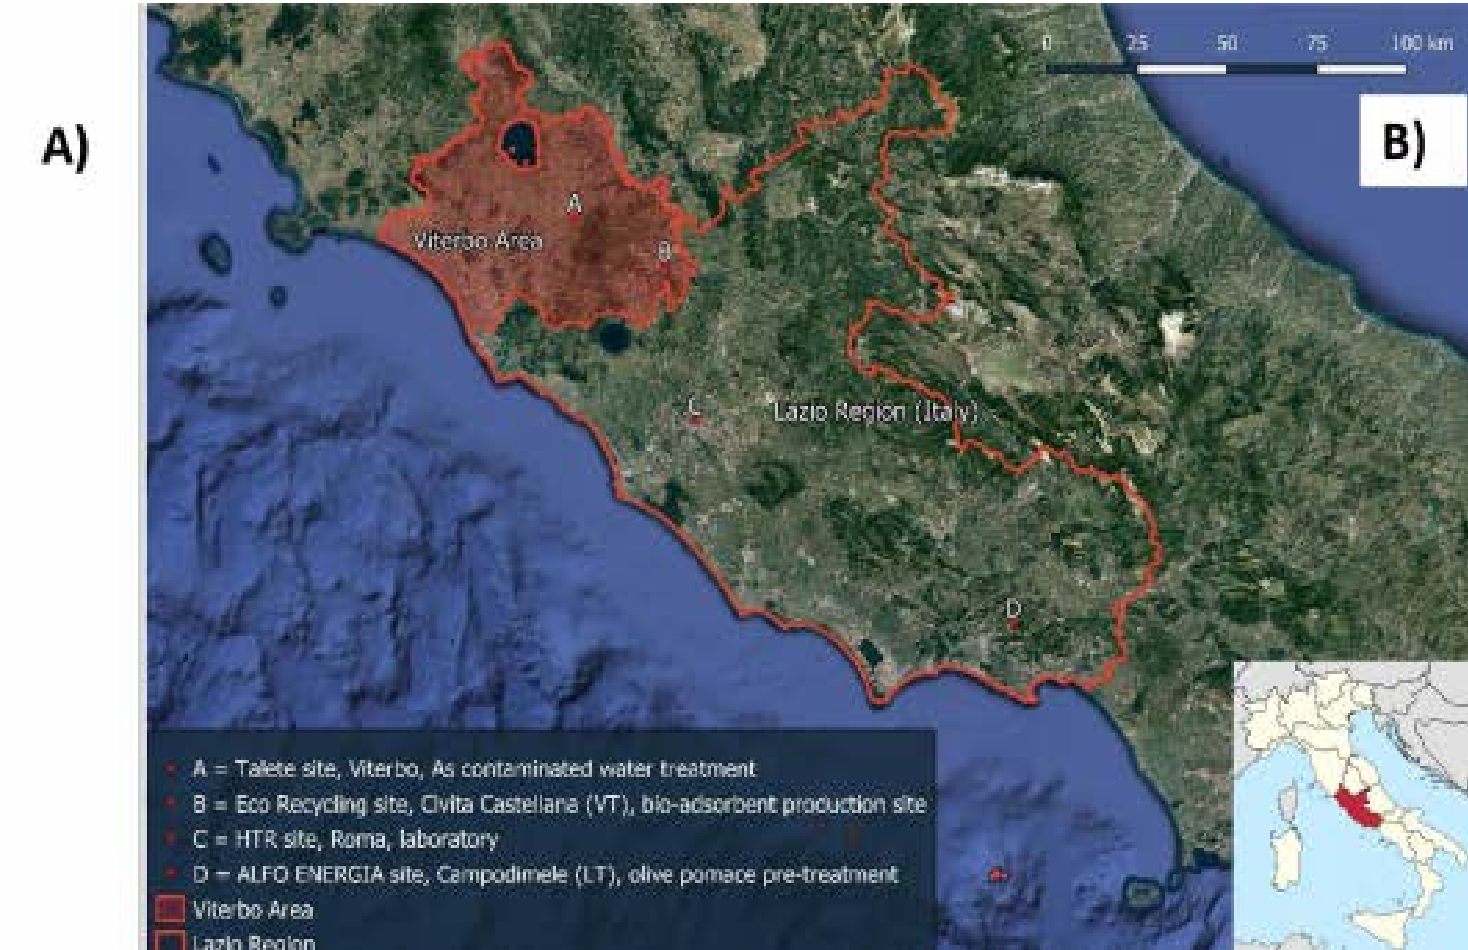 A)
0 25 50 75 100 km
B)
A
Viterbo Area
B
C
Lazio Region (Italy)
D
A = Talete site, Viterbo, As contaminated water treatment
B = Eco Recycling site, Civita Castellana (VT), bio-adsorbent production site
C = HTR site, Roma, laboratory
D = ALFO ENERGIA site, Campodimele (LT), olive pomace pre-treatment
Viterbo Area
Lazio Region